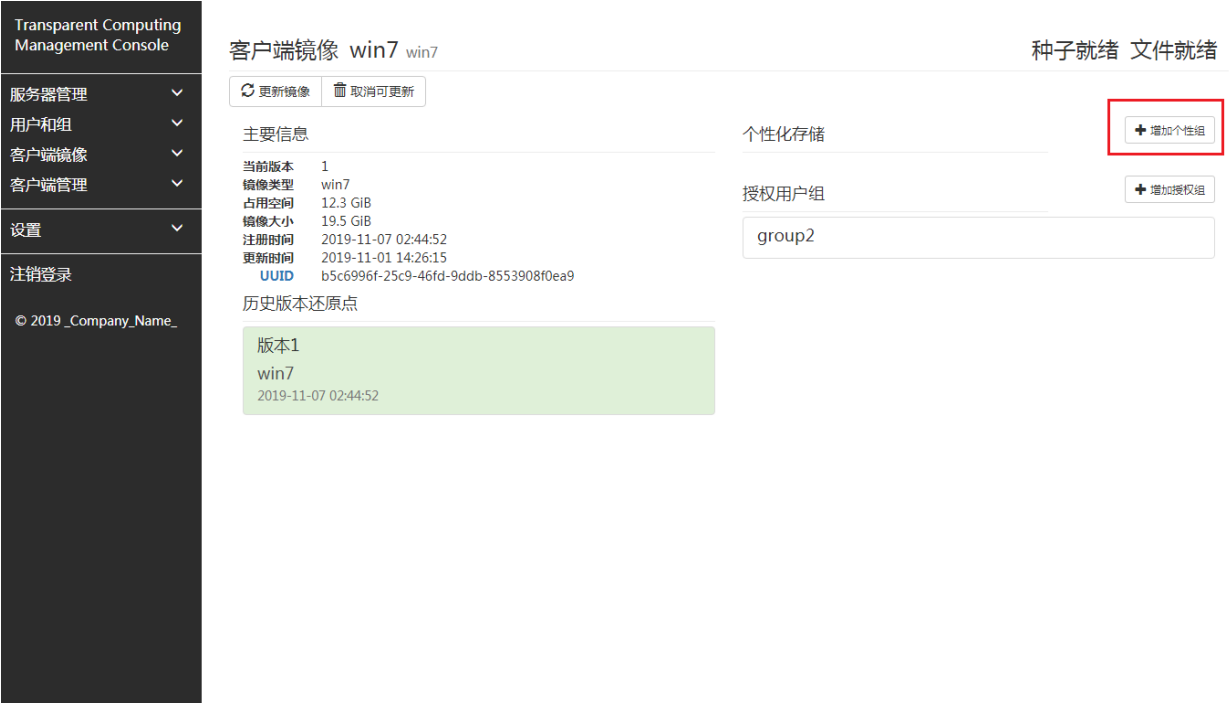 Transparent Computing
Management Console
服务器管理
用户和组
客户端镜像
客户端管理
设置
注销登录
© 2019 _Company_Name_
客户端镜像 win7 win7
种子就绪 文件就绪
更新镜像 取消可更新
主要信息
当前版本 1
镜像类型 win7
占用空间 12.3 GiB
镜像大小 19.5 GiB
注册时间 2019-11-07 02:44:52
更新时间 2019-11-01 14:26:15
UUID b5c6996f-25c9-46fd-9ddb-8553908f0ea9
历史版本还原点
版本1
win7
2019-11-07 02:44:52
个性化存储
增加个性组
授权用户组
增加授权组
group2